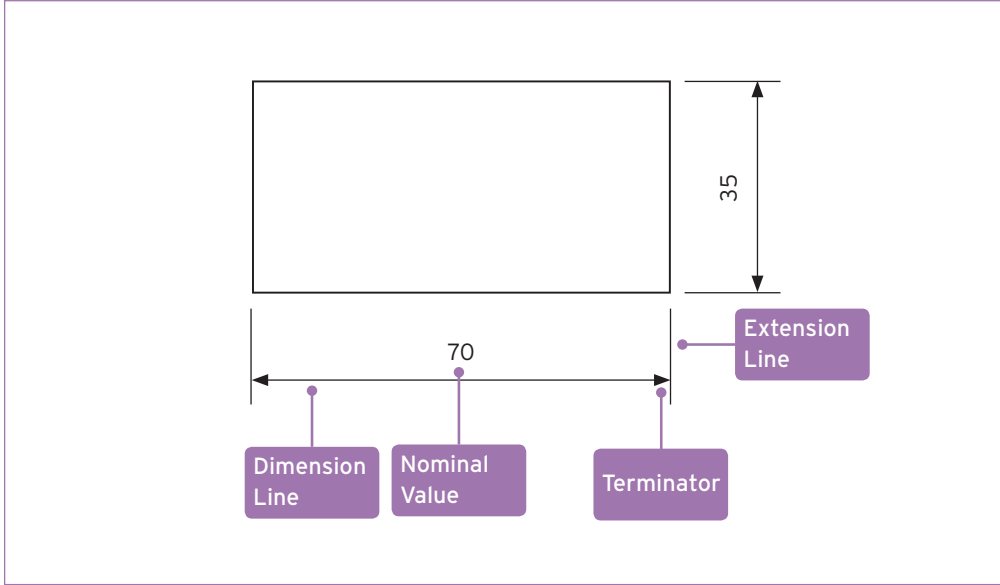 35
70
Extension
Line
Dimension
Line
Nominal
Value
Terminator